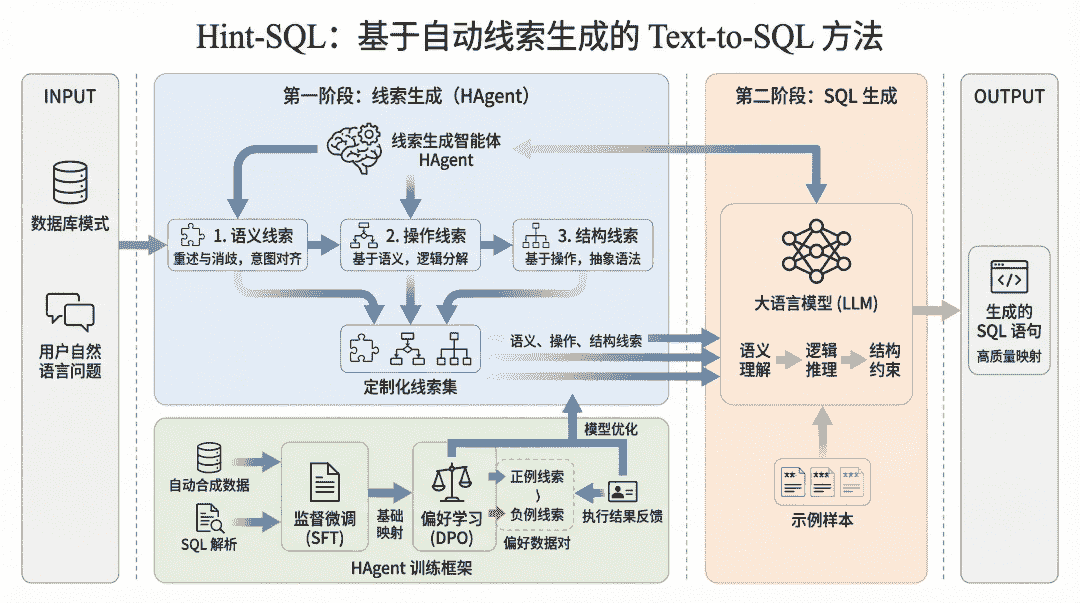 Hint-SQL：基于自动线索生成的 Text-to-SQL 方法
INPUT
数据库模式
用户自然
语言问题
第一阶段：线索生成（HAgent）
线索生成智能体
HAgent
1. 语义线索
重述与消歧，意图对齐
2. 操作线索
基于语义，逻辑分解
3. 结构线索
基于操作，抽象语法
定制化线索集
语义、操作、结构线索
自动合成数据
SQL 解析
监督微调
(SFT)
基础
映射
偏好学习
(DPO)
正例线索
负例线索
偏好数据对
模型优化
执行结果反馈
HAgent 训练框架
第二阶段：SQL 生成
大语言模型 (LLM)
语义
理解
逻辑
推理
结构
约束
示例样本
OUTPUT
生成的
SQL 语句
高质量映射